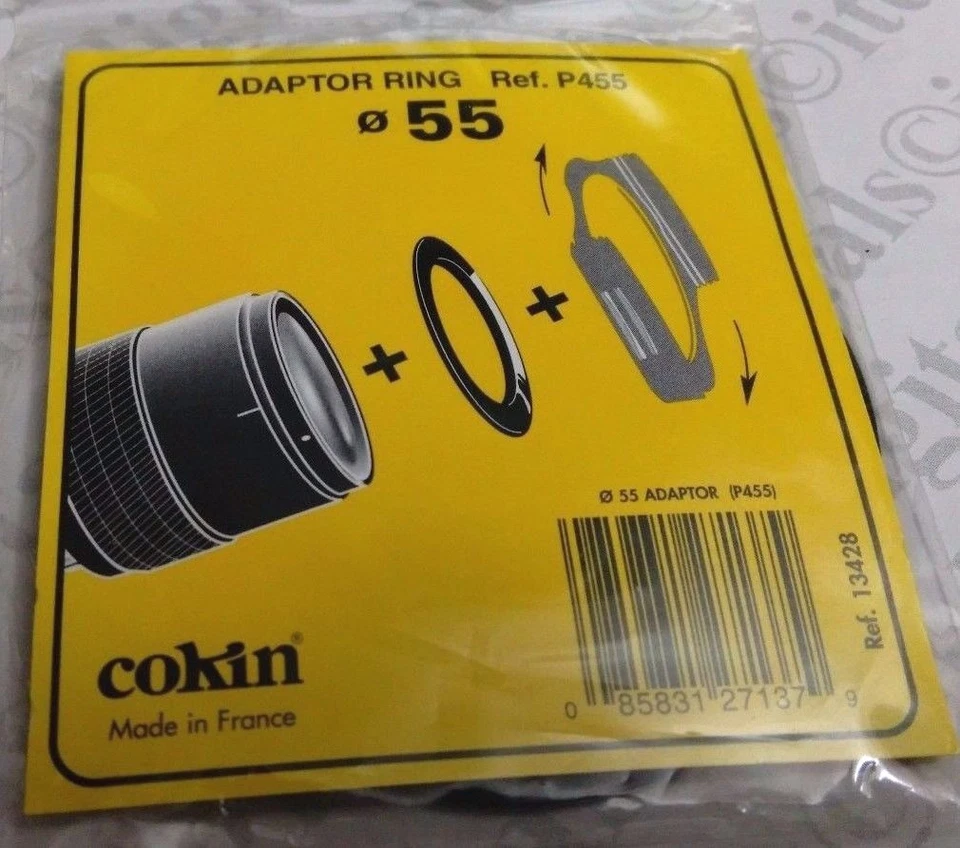 ADAPTOR RING Ref. P455
ø 55
Ø 55 ADAPTOR (P455)
0 85831 27137 9
Ref. 13428
cokin®
Made in France